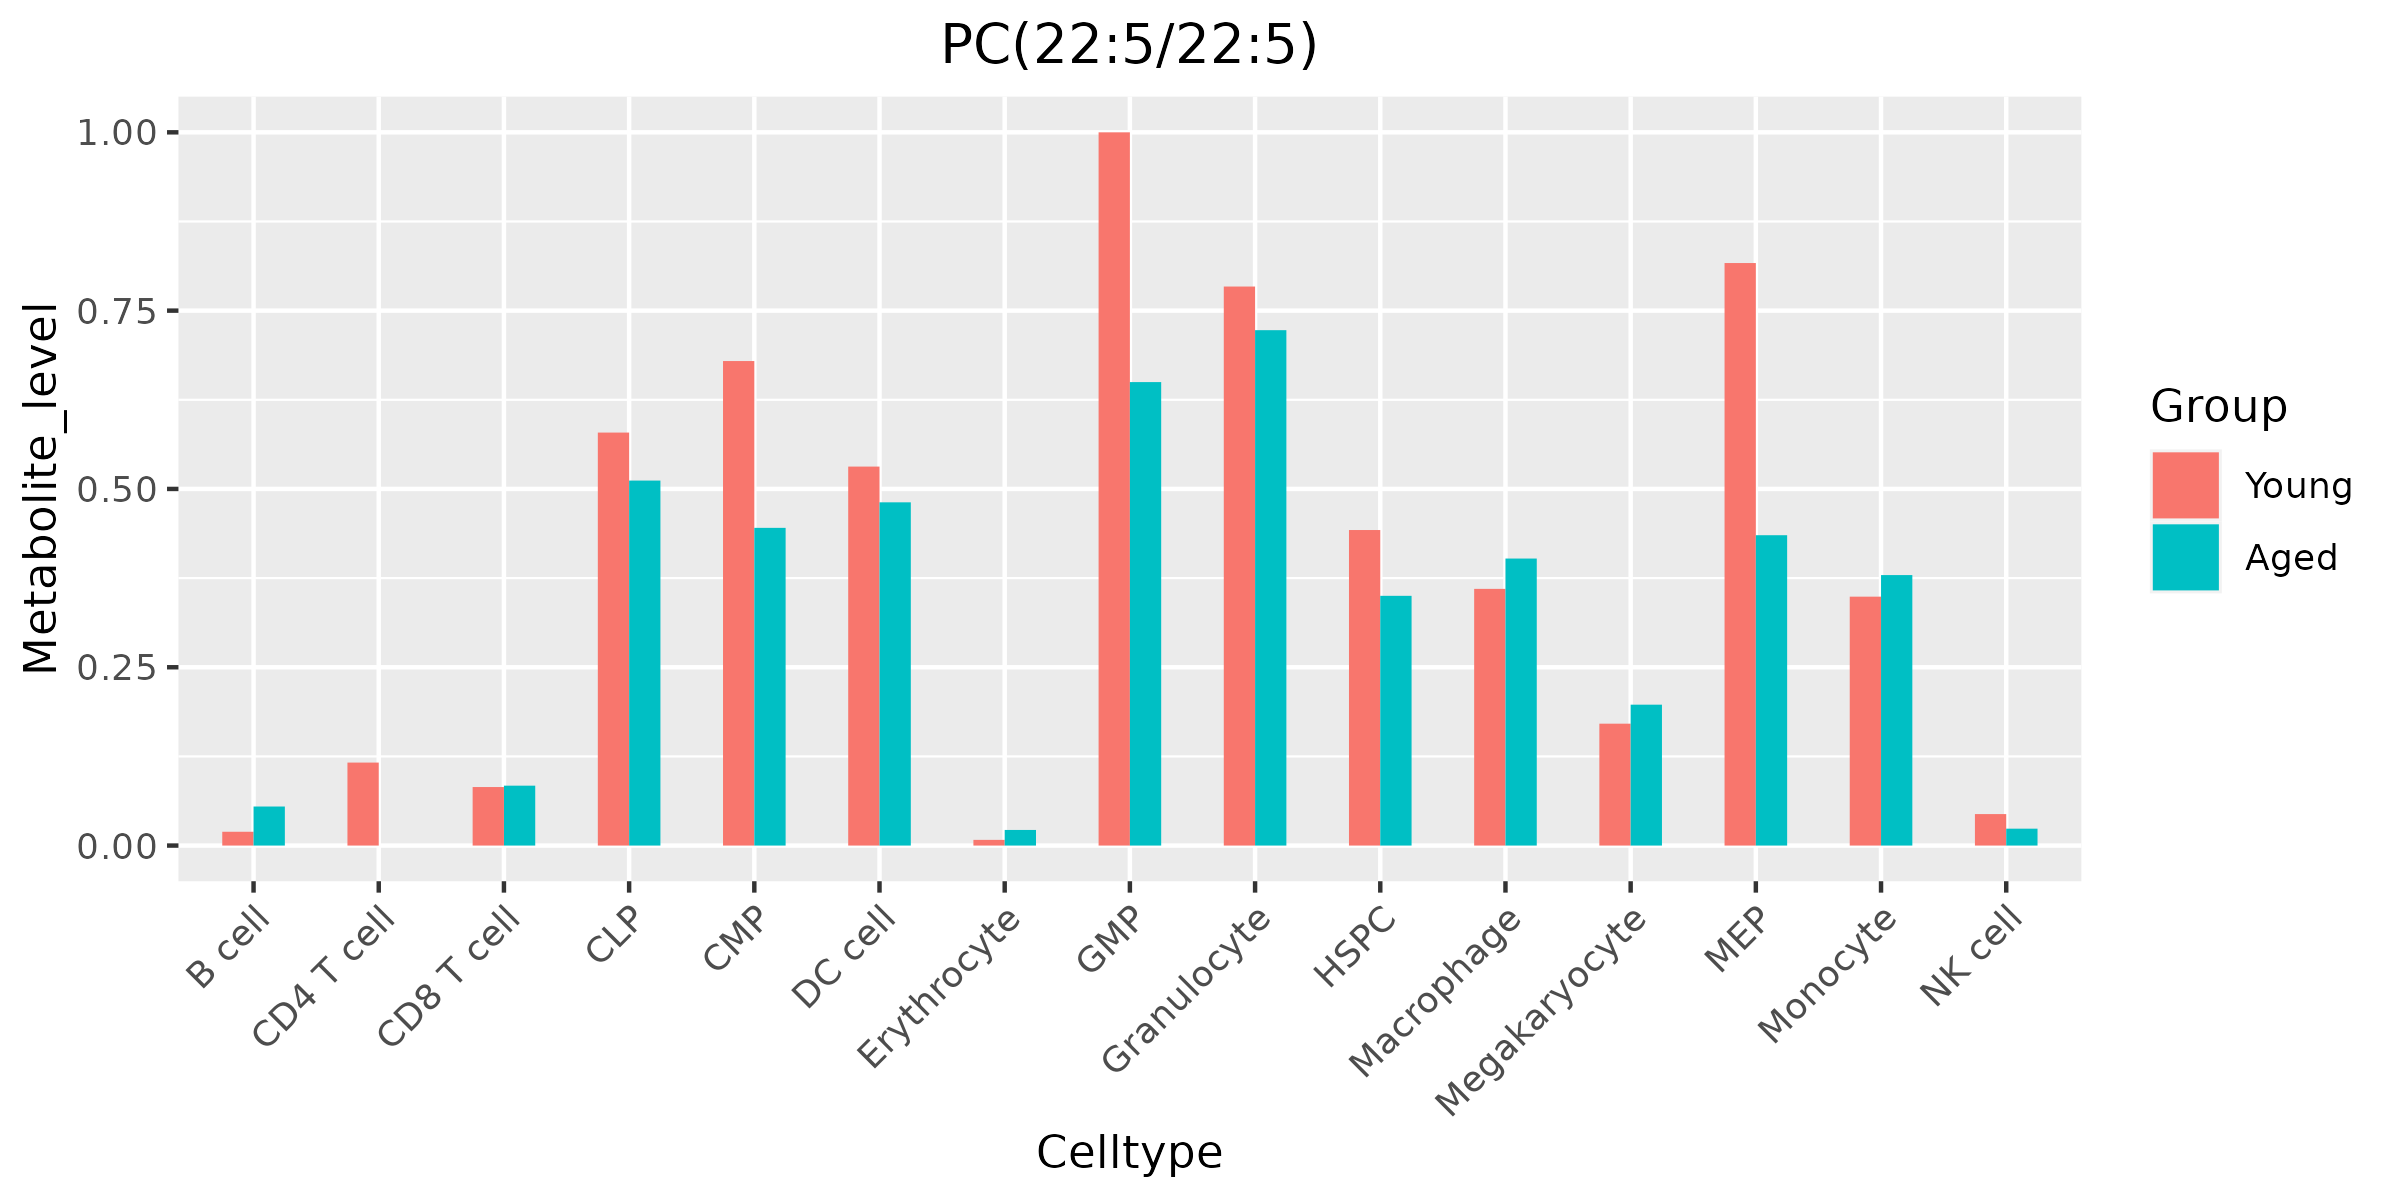 PC(22:5/22:5)
Metabolite_level
1.00
0.75
0.50
0.25
0.00
B cell
CD4 T cell
CD8 T cell
CLP
CMP
DC cell
Erythrocyte
GMP
Granulocyte
HSPC
Macrophage
Megakaryocyte
MEP
Monocyte
NK cell
Celltype
Group
Young
Aged